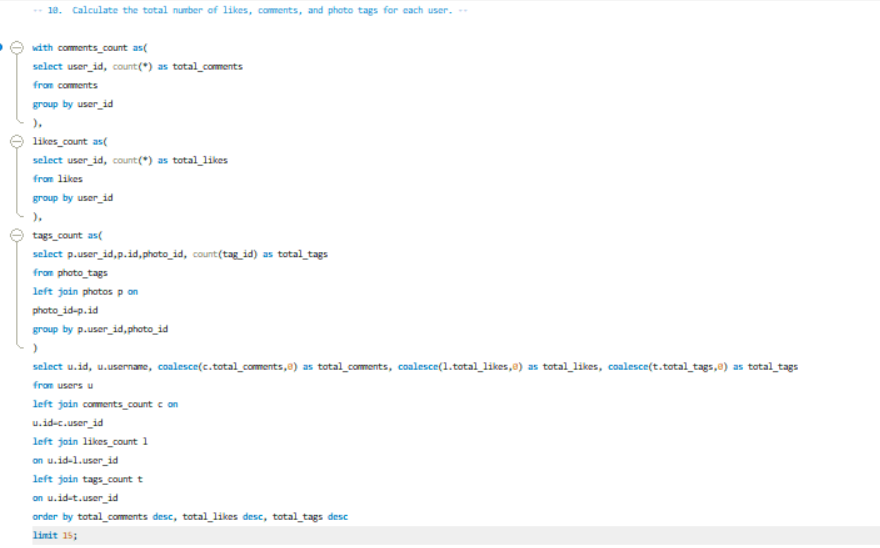 -- 10.  Calculate the total number of likes, comments, and photo tags for each user. --
with comments_count as(
select user_id, count(*) as total_comments
from comments
group by user_id
),
likes_count as(
select user_id, count(*) as total_likes
from likes
group by user_id
),
tags_count as(
select p.user_id,p.id,photo_id, count(tag_id) as total_tags
from photo_tags
left join photos p on
photo_id=p.id
group by p.user_id,photo_id
)
select u.id, u.username, coalesce(c.total_comments,0) as total_comments, coalesce(l.total_likes,0) as total_likes, coalesce(t.total_tags,0) as total_tags
from users u
left join comments_count c on
u.id=c.user_id
left join likes_count l
on u.id=l.user_id
left join tags_count t
on u.id=t.user_id
order by total_comments desc, total_likes desc, total_tags desc
limit 15;